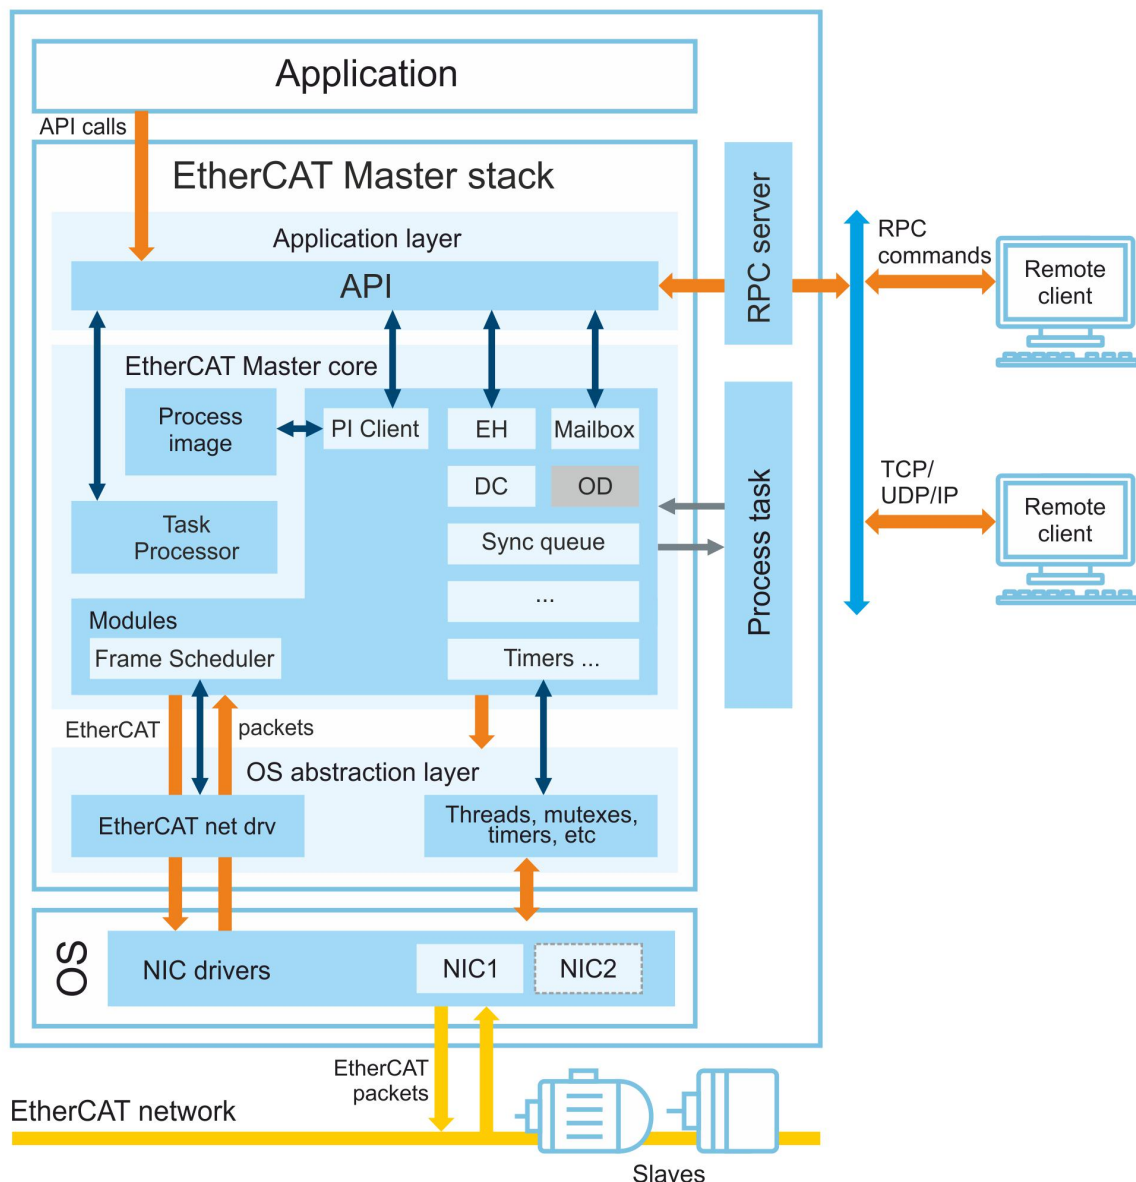 Application
API calls
EtherCAT Master stack
Application layer
API
RPC server
RPC
commands
Remote
client
EtherCAT Master core
Process
image
PI Client
EH
Mailbox
DC
OD
Task
Processor
Sync queue
...
Process task
TCP/
UDP/IP
Remote
client
Modules
Frame Scheduler
Timers ...
EtherCAT
packets
OS abstraction layer
EtherCAT net drv
Threads, mutexes,
timers, etc
OS
NIC drivers
NIC1
NIC2
EtherCAT
packets
EtherCAT network
Slaves